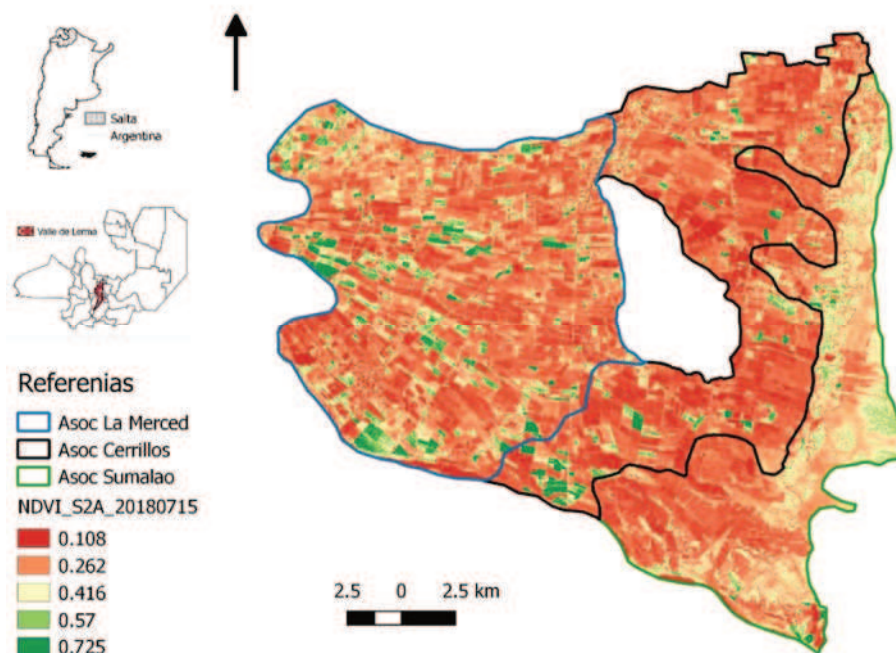 Salta
Argentina
Valle de Lerma
Referenias
Asoc La Merced
Asoc Cerrillos
Asoc Sumalao
NDVI_S2A_20180715
0.108
0.262
0.416
0.57
0.725
2.5 0 2.5 km